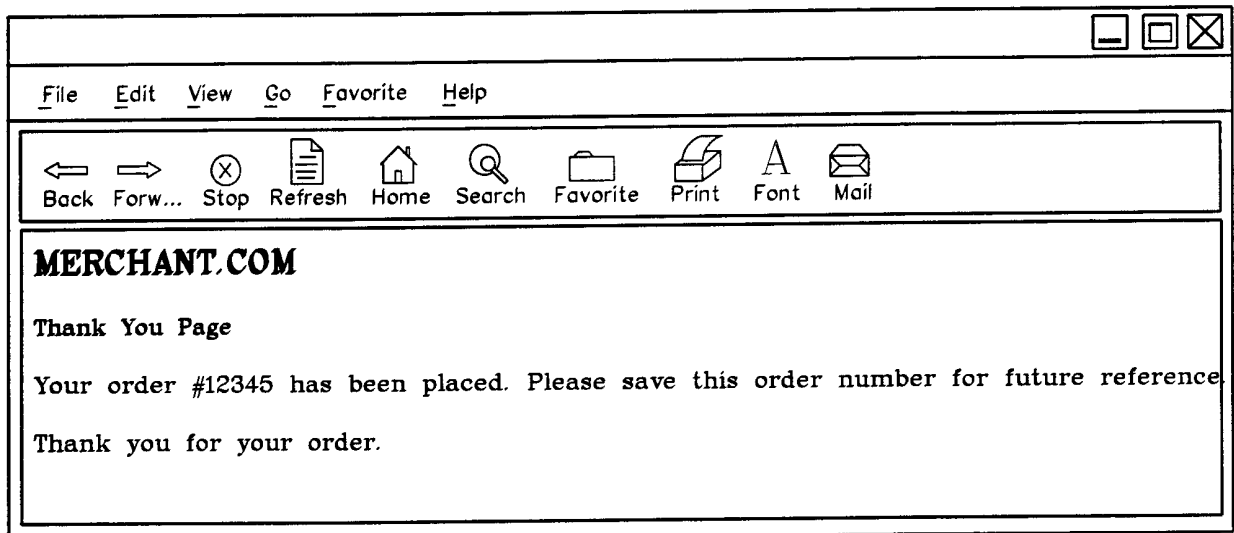 File Edit View Go Favorite Help
Back Forw... Stop Refresh Home Search Favorite Print Font Mail
MERCHANT.COM
Thank You Page
Your order #12345 has been placed. Please save this order number for future reference.
Thank you for your order.